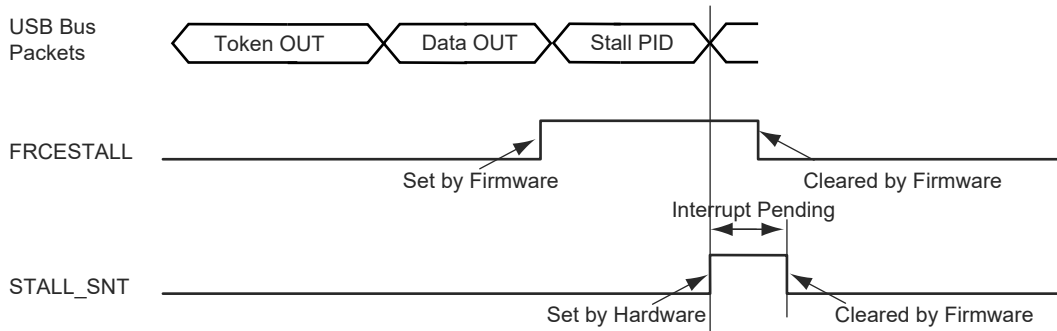 USB Bus
Packets
Token OUT
Data OUT
Stall PID
FRCESTALL
Set by Firmware
Cleared by Firmware
Interrupt Pending
STALL_SNT
Set by Hardware
Cleared by Firmware